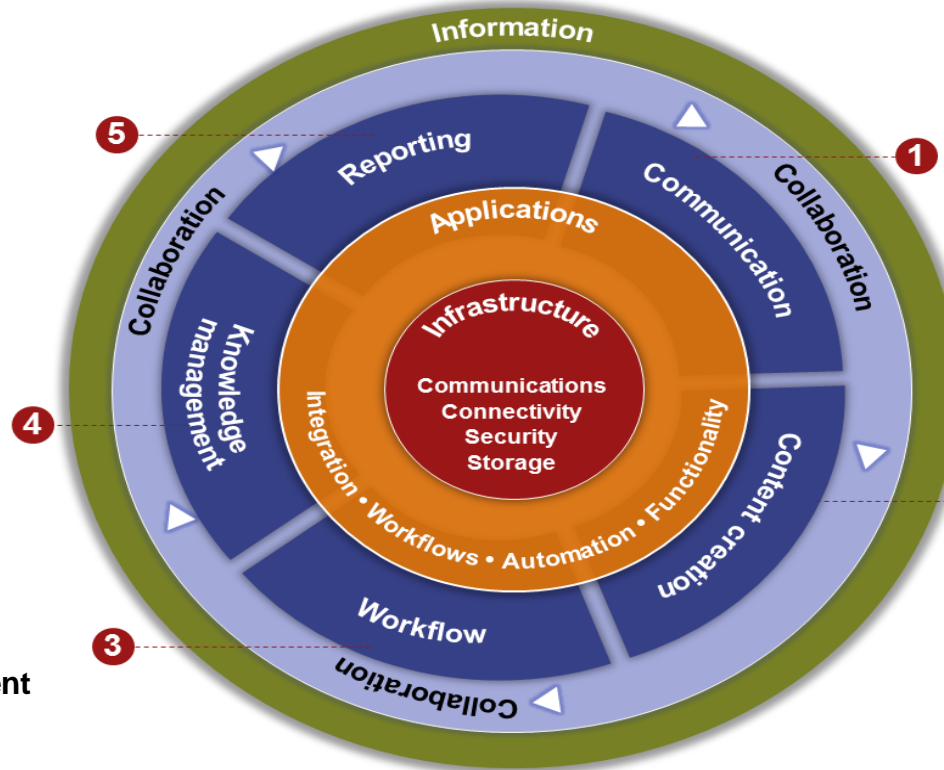 Information
5
Reporting
1
Communication
Collaboration
Collaboration
Applications
Infrastructure
Communications
Connectivity
Security
Storage
Knowledge
management
4
Integration • Workflows • Automation • Functionality
Content creation
Workflow
3
Collaboration
ent